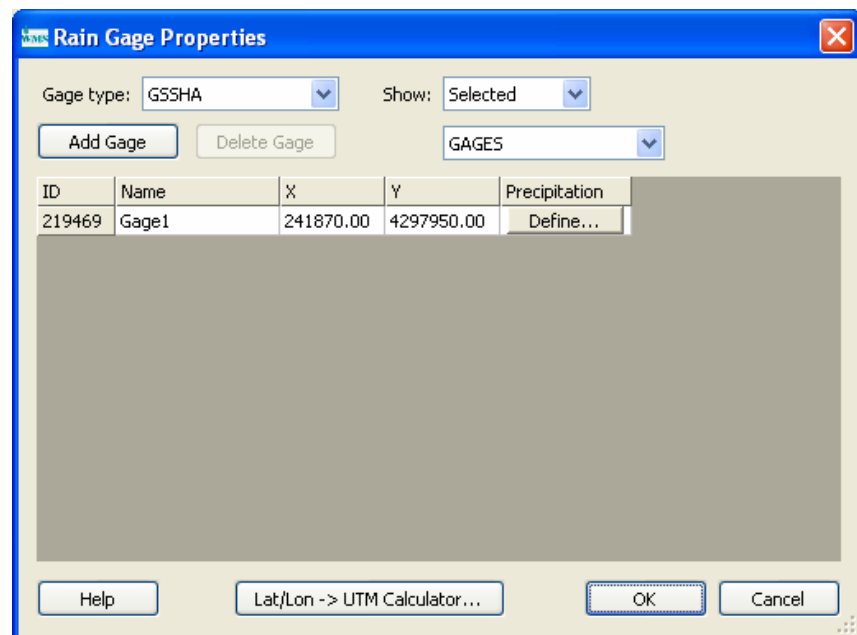 WMS Rain Gage Properties
Gage type: GSSHA Show: Selected
Add Gage Delete Gage GAGES
ID Name X Y Precipitation
219469 Gage1 241870.00 4297950.00 Define...
Help Lat/Lon -> UTM Calculator... OK Cancel